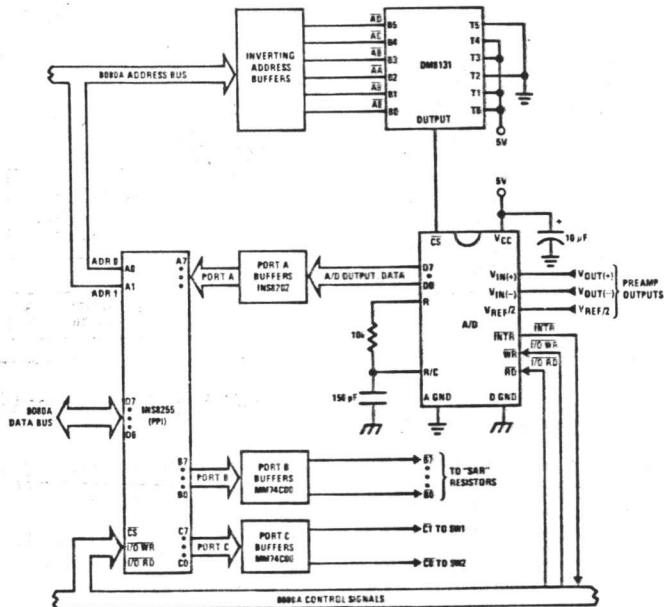 8080A ADDRESS BUS
INVERTING
ADDRESS
BUFFERS
AD
AC
AB
AA
B5
B4
B3
B2
B1
B0
DM8131
OUTPUT
T5
T4
T3
T2
T1
T0
5V
5V
10 µF
+
CS
VCC
ADR 0
ADR 1
A0
A1
A7
PORT A
PORT A
BUFFERS
A/D OUTPUT DATA
D7
D0
R
10k
R/C
150 pF
A GND
D GND
A/D
VIN(+)
VIN(−)
VREF/2
INTR
WR
RD
VOUT(+)
VOUT(−)
VREF/2
PREAMP
OUTPUTS
INTR
I/O WR
I/O RD
8080A
DATA BUS
D7
D0
INS8255
(PPI)
B7
B0
PORT B
PORT B
BUFFERS
MM74C00
B7
B0
TO "SAR"
RESISTORS
CS
I/O WR
I/O RD
C7
C0
PORT C
PORT C
BUFFERS
MM74C00
C1 TO SW1
C0 TO SW2
8080A CONTROL SIGNALS